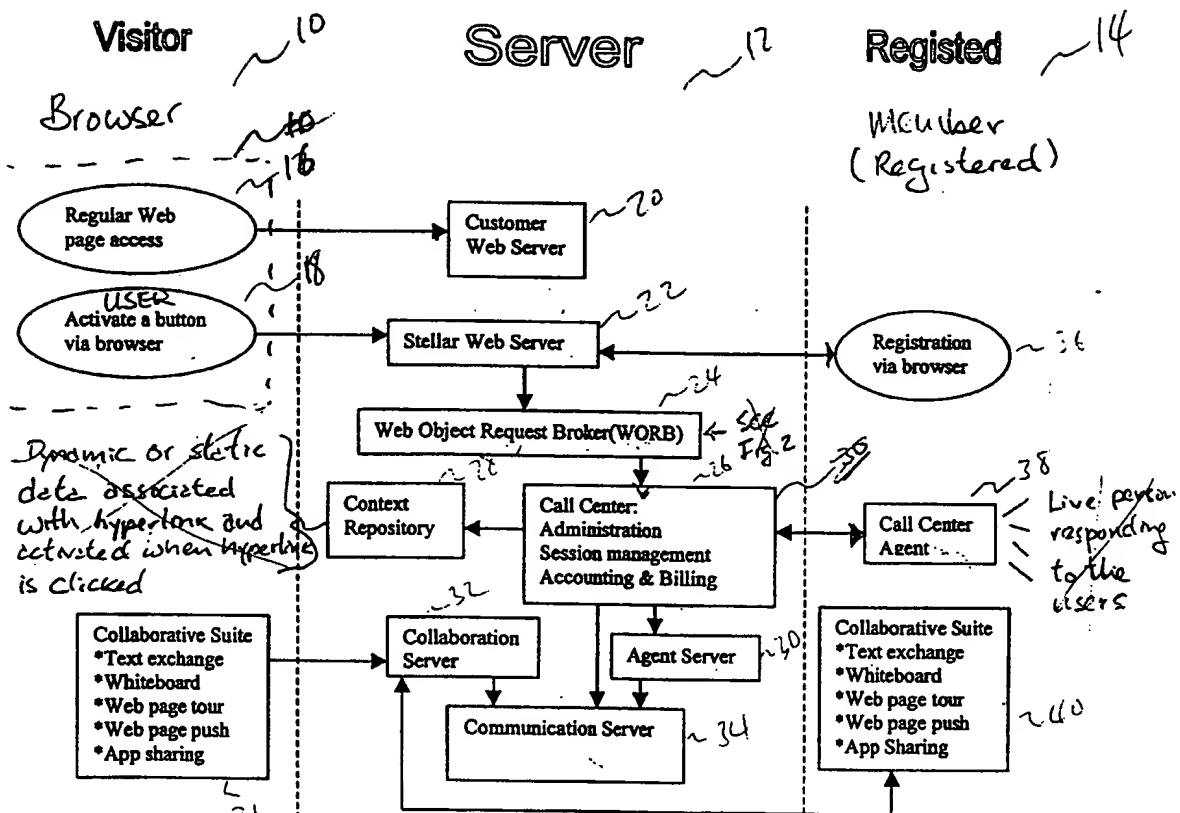 Visitor
10
Server
12
Registed
14
Browser
10
Member
(Registered)
16
Regular Web
page access
Customer
Web Server
20
18
USER
Activate a button
via browser
22
Stellar Web Server
Registration
via browser
36
24
Web Object Request Broker(WORB)
see
Fig. 2
Dynamic or static
data associated
with hyperlink and
activated when hyperlink
is clicked
28
Context
Repository
26
Call Center:
Administration
Session management
Accounting & Billing
38
Call Center
Agent
Live person
responding
to the
users
Collaborative Suite
*Text exchange
*Whiteboard
*Web page tour
*Web page push
*App sharing
32
Collaboration
Server
Agent Server
30
Communication Server
34
Collaborative Suite
*Text exchange
*Whiteboard
*Web page tour
*Web page push
*App Sharing
40